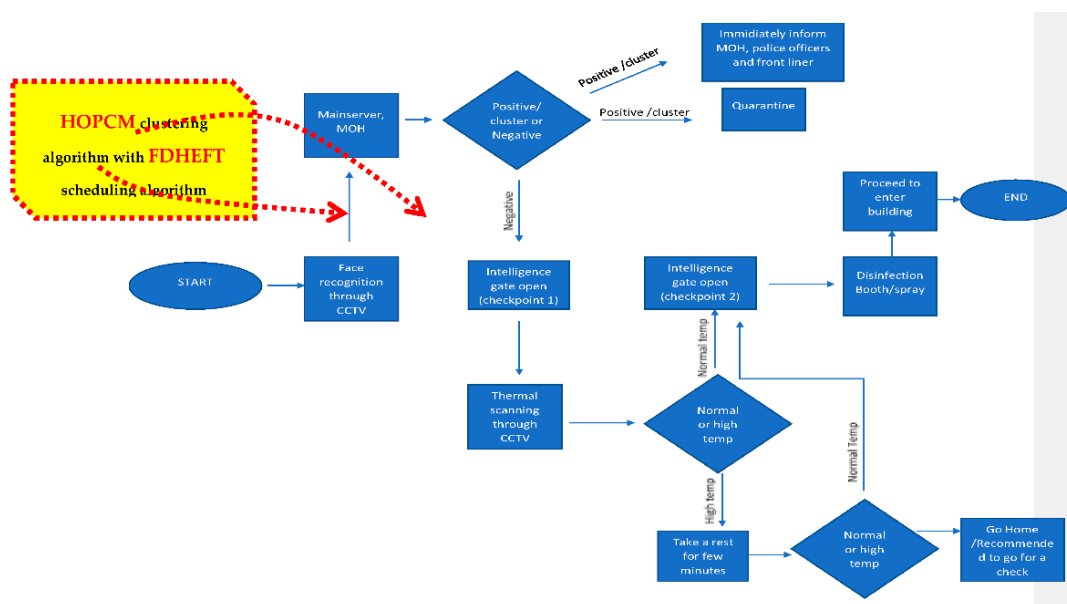 HOPCM clustering
algorithm with FDHEFT
scheduling algorithm
Mainserver,
MOH
Positive/
cluster or
Negative
Positive /cluster
Immidiately inform
MOH, police officers
and front liner
Positive /cluster
Quarantine
Negative
START
Face
recognition
through
CCTV
Intelligence
gate open
(checkpoint 1)
Intelligence
gate open
(checkpoint 2)
Proceed to
enter
building
END
Disinfection
Booth/spray
Thermal
scanning
through
CCTV
Normal temp
Normal
or high
temp
High temp
Normal Temp
Take a rest
for few
minutes
Normal
or high
temp
Go Home
/Recommende
d to go for a
check